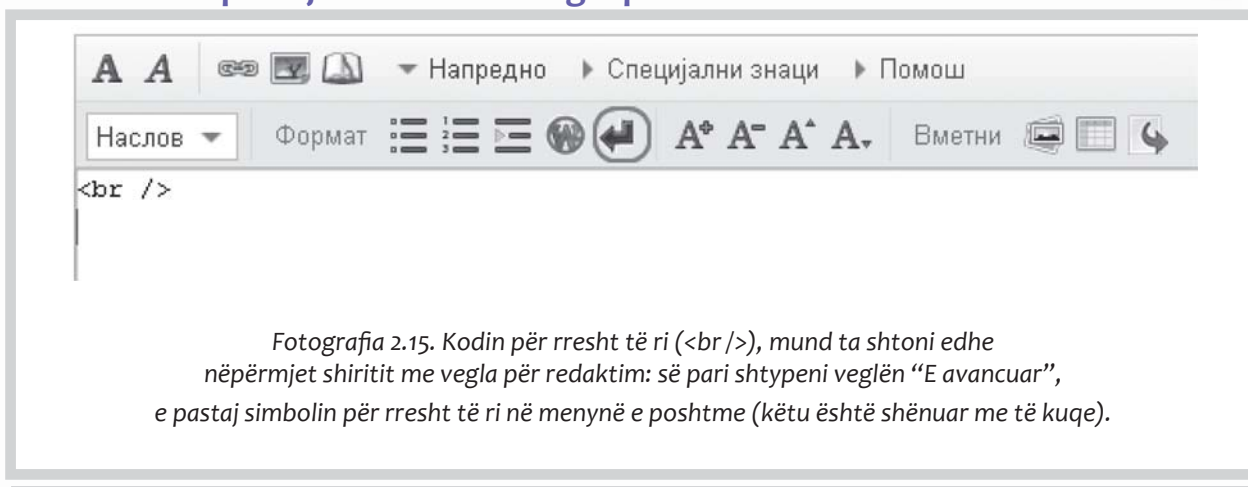 A A Напредно Специјални знаци Помош
Наслов Формат A+ A- A^ A Вметни
<br />
Fotografia 2.15. Kodin për rresht të ri (<br />), mund ta shtoni edhe
nëpërmjet shiritit me vegla për redaktim: së pari shtypeni veglën “E avancuar”,
e pastaj simbolin për rresht të ri në menynë e poshtme (këtu është shënuar me të kuqe).